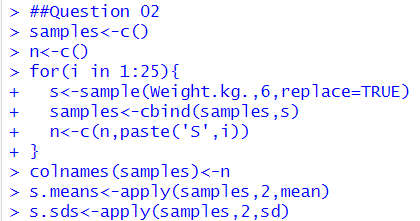 > ##Question 02
> samples<-c()
> n<-c()
> for(i in 1:25){
+   s<-sample(Weight.kg.,6,replace=TRUE)
+   samples<-cbind(samples,s)
+   n<-c(n,paste('S',i))
+ }
> colnames(samples)<-n
> s.means<-apply(samples,2,mean)
> s.sds<-apply(samples,2,sd)